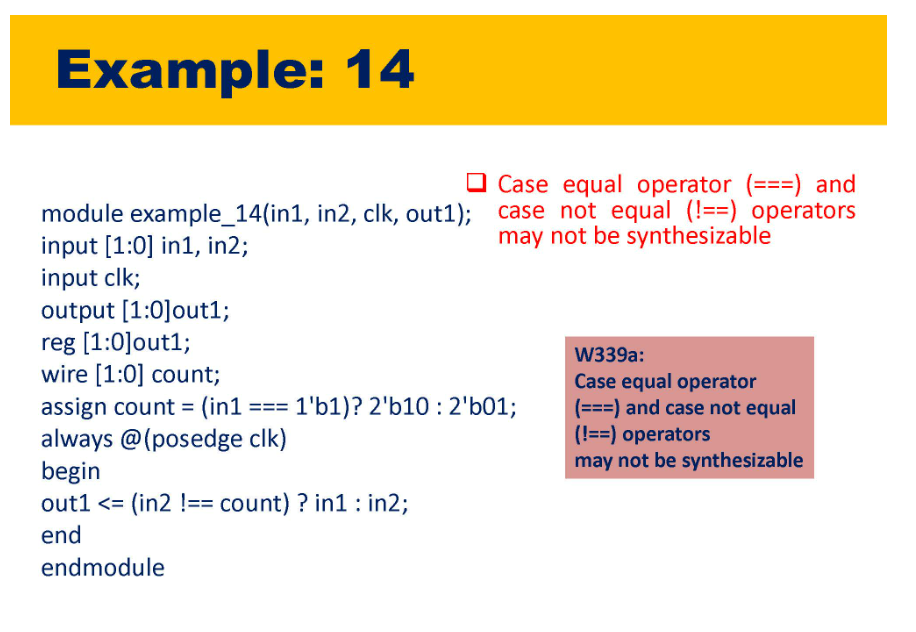 Example: 14
module example_14(in1, in2, clk, out1);
input [1:0] in1, in2;
input clk;
output [1:0]out1;
reg [1:0]out1;
wire [1:0] count;
assign count = (in1 === 1'b1)? 2'b10 : 2'b01;
always @(posedge clk)
begin
out1 <= (in2 !== count) ? in1 : in2;
end
endmodule
❑ Case equal operator (===) and
case not equal (!==) operators
may not be synthesizable
W339a:
Case equal operator
(===) and case not equal
(!==) operators
may not be synthesizable